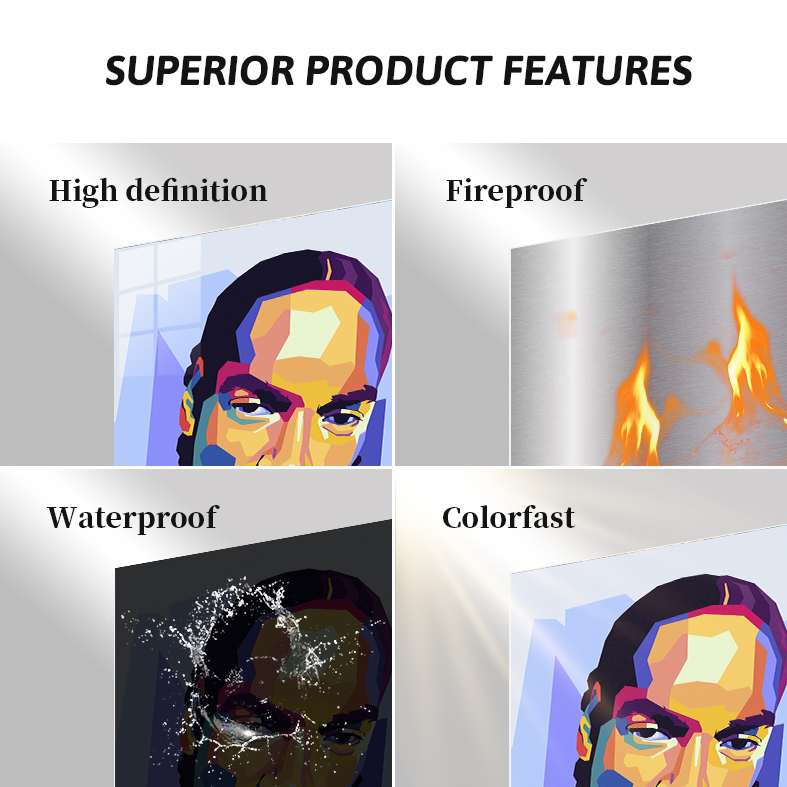 SUPERIOR PRODUCT FEATURES
High definition
Fireproof
Waterproof
Colorfast